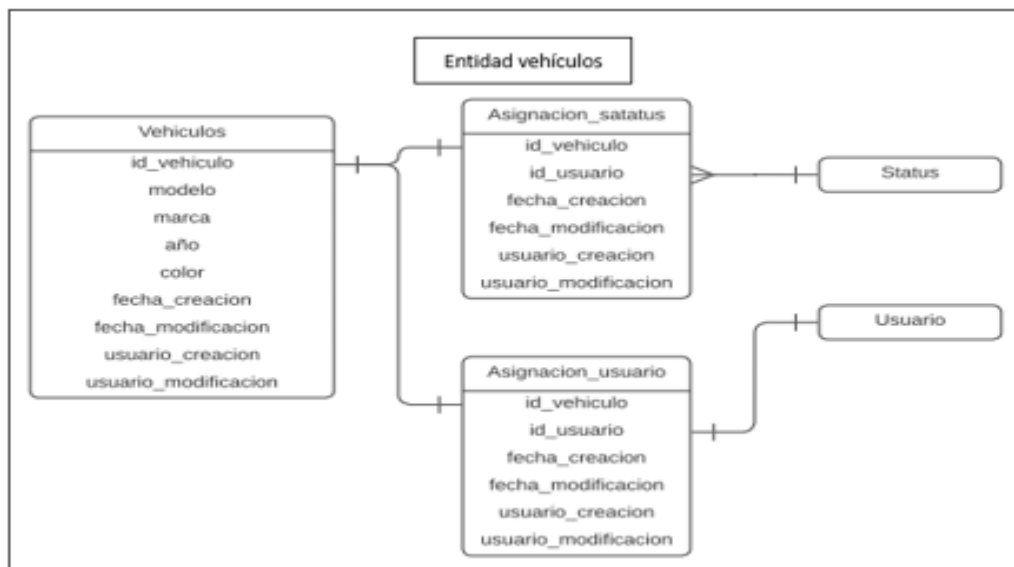 Entidad vehículos
Vehiculos
id_vehiculo
modelo
marca
año
color
fecha_creacion
fecha_modificacion
usuario_creacion
usuario_modificacion
Asignacion_satatus
id_vehiculo
id_usuario
fecha_creacion
fecha_modificacion
usuario_creacion
usuario_modificacion
Status
Usuario
Asignacion_usuario
id_vehiculo
id_usuario
fecha_creacion
fecha_modificacion
usuario_creacion
usuario_modificacion